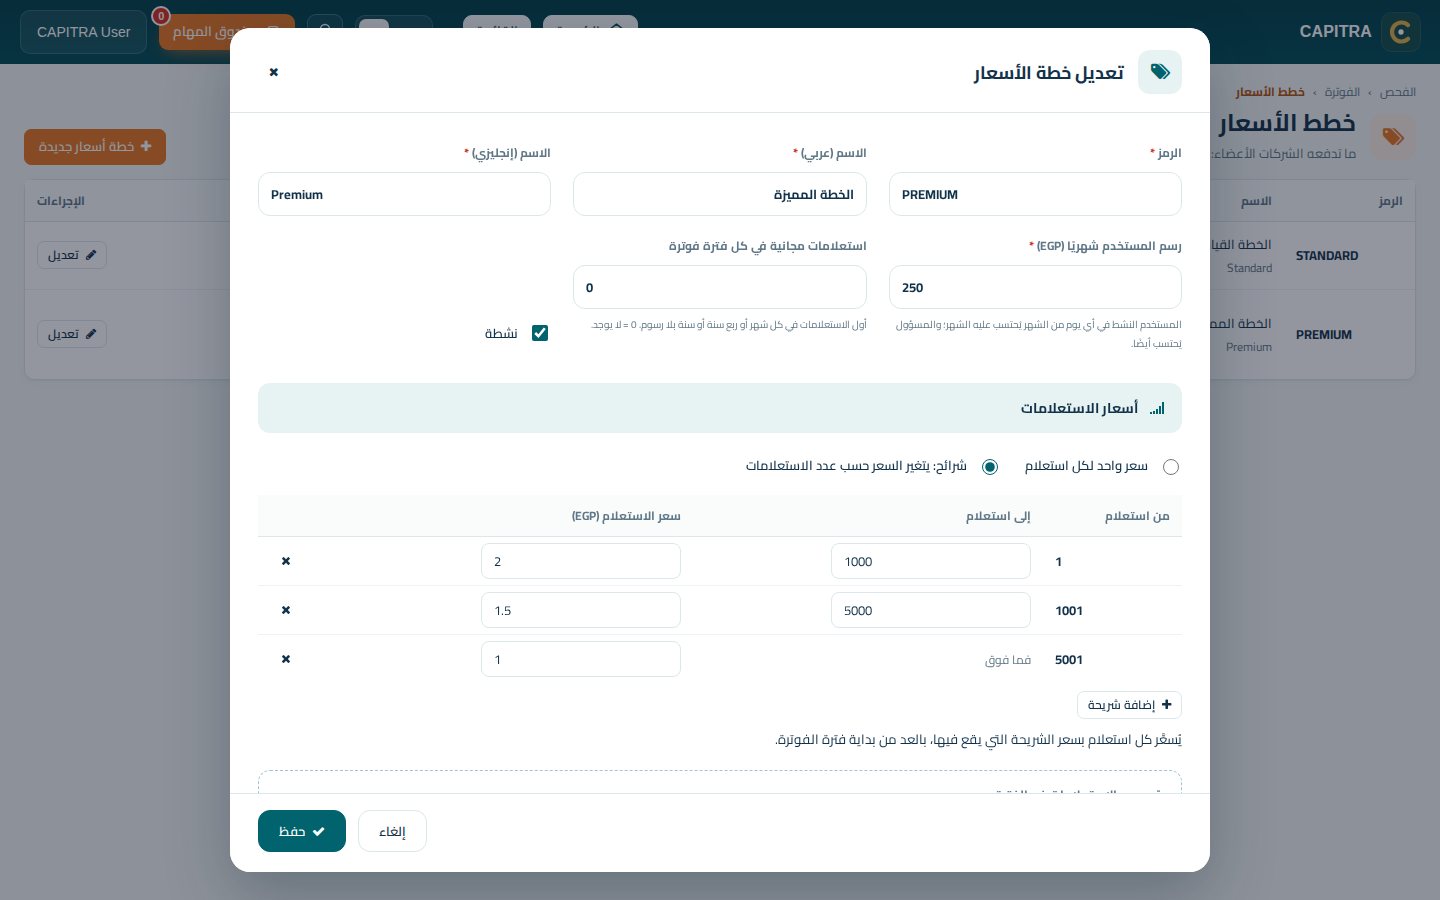 CAPITRA
0
CAPITRA User
الفحص ‹ الفوترة ‹ خطط الأسعار
خطط الأسعار
ما تدفعه الشركات الأعضاء:
خطة أسعار جديدة
الرمز
الاسم
الإجراءات
STANDARD
Standard
تعديل
PREMIUM
Premium
تعديل
تعديل خطة الأسعار
الرمز *
الاسم (عربي) *
الاسم (إنجليزي) *
PREMIUM
الخطة المميزة
Premium
رسم المستخدم شهريًا (EGP) *
استعلامات مجانية في كل فترة فوترة
250
0
المستخدم النشط في أي يوم من الشهر يُحتسب عليه الشهر؛ والمسؤول يُحتسب أيضًا.
أول الاستعلامات في كل شهر أو ربع سنة أو سنة بلا رسوم. 0 = لا يوجد.
نشطة
أسعار الاستعلامات
سعر واحد لكل استعلام
شرائح: يتغير السعر حسب عدد الاستعلامات
من استعلام
إلى استعلام
سعر الاستعلام (EGP)
1
1000
2
1001
5000
1.5
5001
فما فوق
1
إضافة شريحة
يُسعَّر كل استعلام بسعر الشريحة التي يقع فيها، بالعد من بداية فترة الفوترة.
إلغاء
حفظ